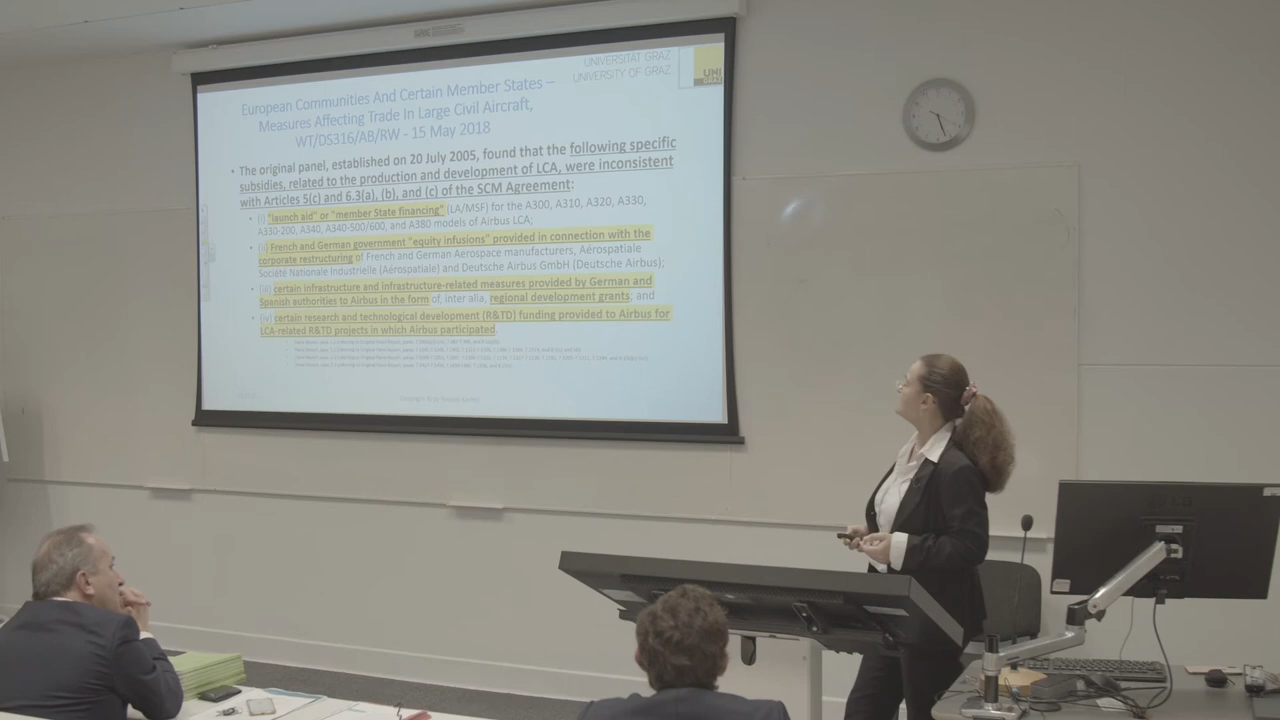 UNIVERSITÄT GRAZ
UNIVERSITY OF GRAZ
UNI
GRAZ
European Communities And Certain Member States –
Measures Affecting Trade In Large Civil Aircraft,
WT/DS316/AB/RW - 15 May 2018
• The original panel, established on 20 July 2005, found that the following specific
subsidies, related to the production and development of LCA, were inconsistent
with Articles 5(c) and 6.3(a), (b), and (c) of the SCM Agreement:
• (i) "launch aid" or "member State financing" (LA/MSF) for the A300, A310, A320, A330,
A330-200, A340, A340-500/600, and A380 models of Airbus LCA;
• (ii) French and German government "equity infusions" provided in connection with the
corporate restructuring of French and German Aerospace manufacturers, Aérospatiale
Société Nationale Industrielle (Aérospatiale) and Deutsche Airbus GmbH (Deutsche Airbus);
• (iii) certain infrastructure and infrastructure-related measures provided by German and
Spanish authorities to Airbus in the form of, inter alia, regional development grants; and
• (iv) certain research and technological development (R&TD) funding provided to Airbus for
LCA-related R&TD projects in which Airbus participated.